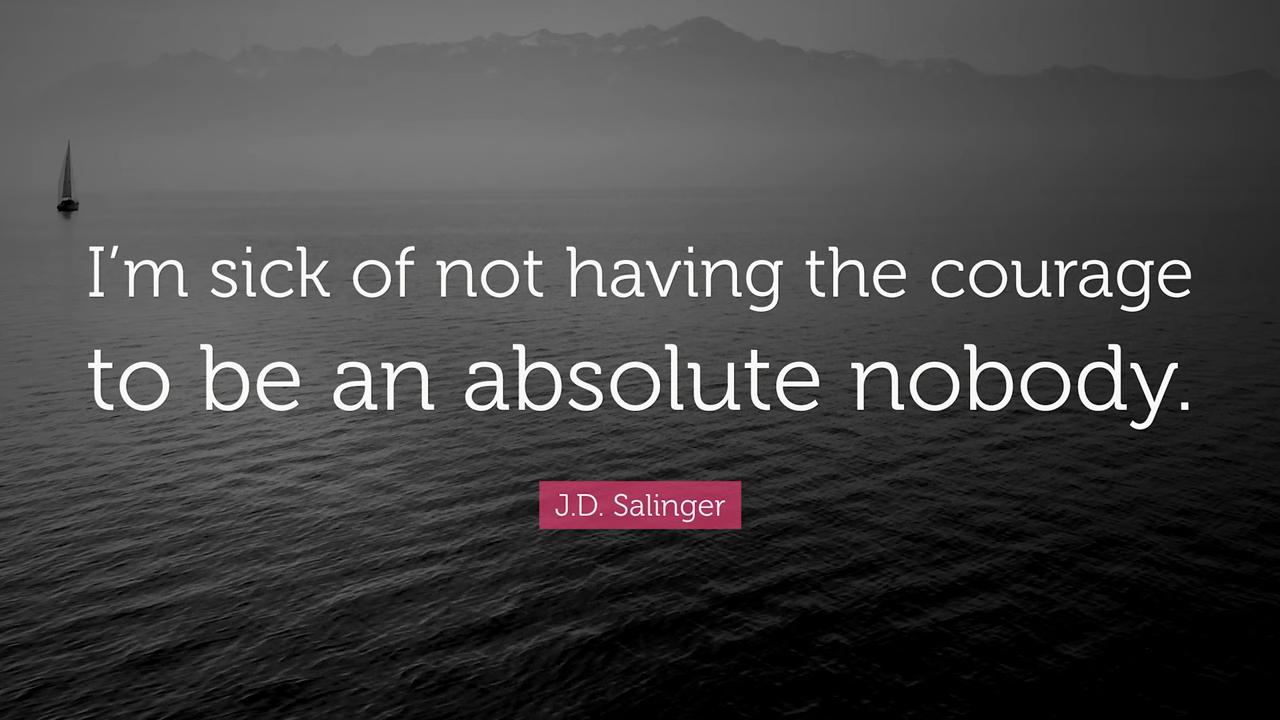 I’m sick of not having the courage
to be an absolute nobody.
J.D. Salinger